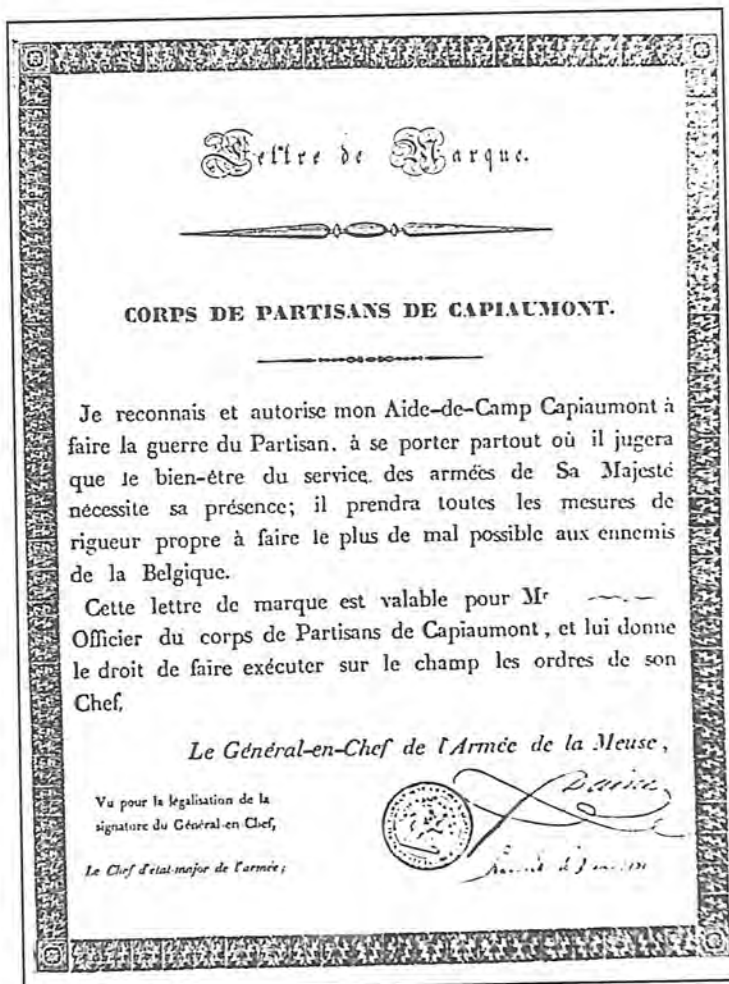 Lettre de Marque.
CORPS DE PARTISANS DE CAPIAUMONT.
Je reconnais et autorise mon Aide-de-Camp Capiaumont à
faire la guerre du Partisan. à se porter partout où il jugera
que le bien-être du service. des armées de Sa Majesté
nécessite sa présence; il prendra toutes les mesures de
rigueur propre à faire le plus de mal possible aux ennemis
de la Belgique.
Cette lettre de marque est valable pour Mr
Officier du corps de Partisans de Capiaumont, et lui donne
le droit de faire exécuter sur le champ les ordres de son
Chef,
Le Général-en-Chef de l'Armée de la Meuse,
Daine
Vu pour la légalisation de la
signature du Général-en Chef,
Le Chef d'état-major de l'armée;